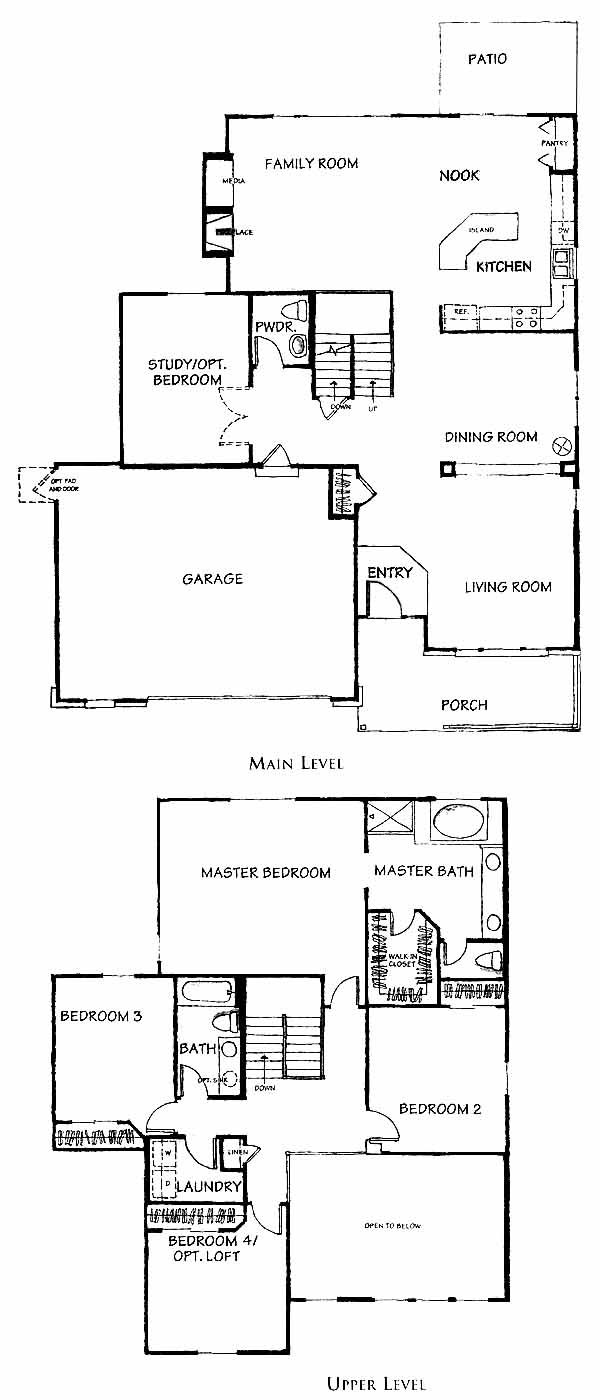 PATIO
PANTRY
FAMILY ROOM
MEDIA
NOOK
ISLAND
DW
PLACE
KITCHEN
REF.
PWDR.
STUDY/OPT.
BEDROOM
DOWN
UP
DINING ROOM
OPT PAD
AND DOOR
GARAGE
ENTRY
LIVING ROOM
PORCH
MAIN LEVEL
MASTER BEDROOM
MASTER BATH
WALK IN
CLOSET
BEDROOM 3
BATH
OPT. SINK
DOWN
BEDROOM 2
W
LINEN
D
LAUNDRY
OPEN TO BELOW
BEDROOM 4/
OPT. LOFT
UPPER LEVEL